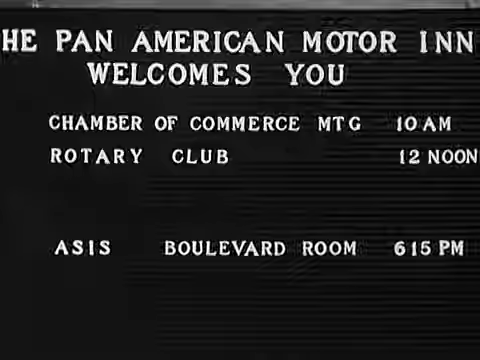 HE PAN AMERICAN MOTOR INN
WELCOMES YOU
CHAMBER OF COMMERCE MTG 10 AM
ROTARY CLUB 12 NOON
ASIS BOULEVARD ROOM 615 PM